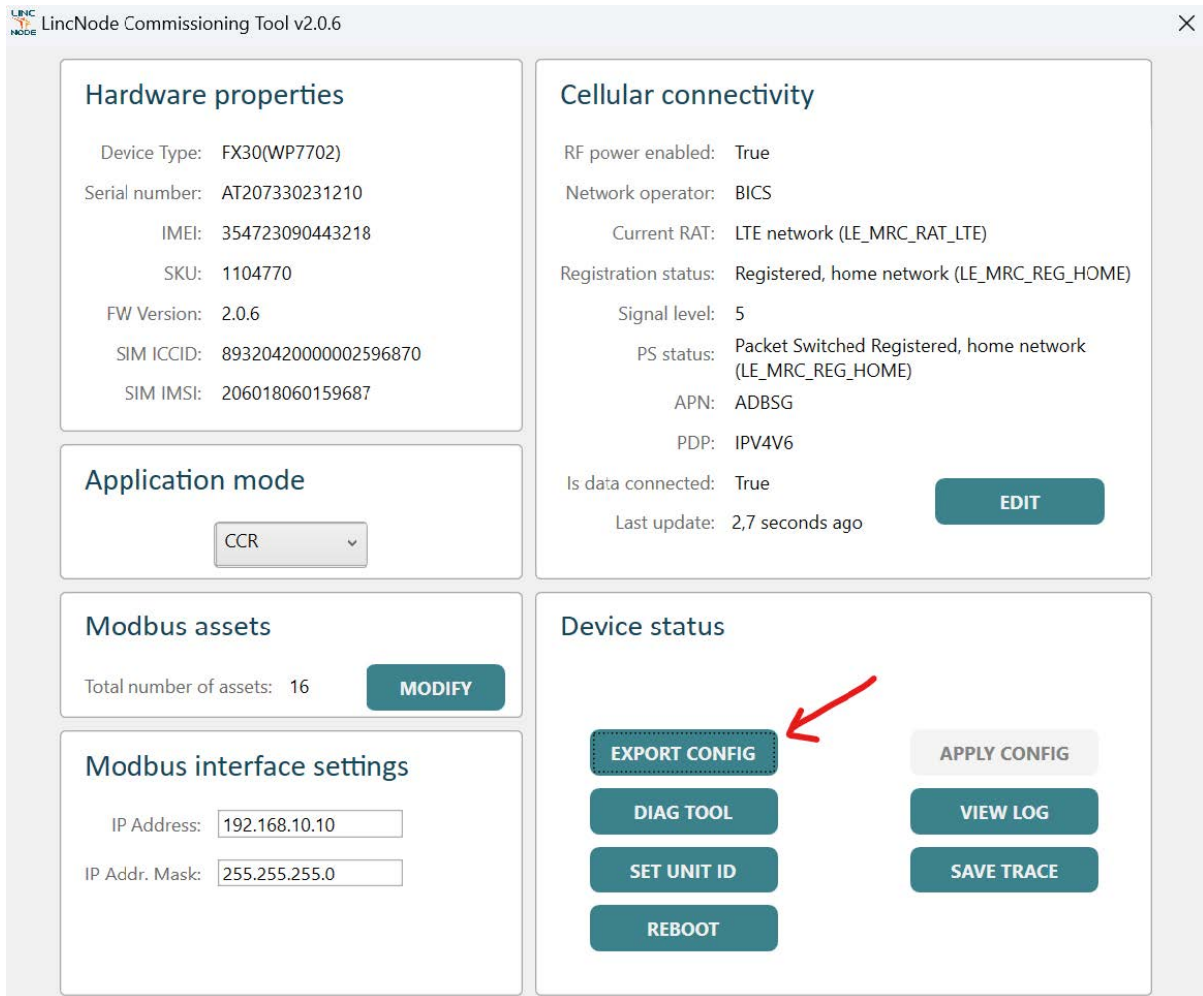 LINC
NODE
LincNode Commissioning Tool v2.0.6
Hardware properties
Device Type: FX30(WP7702)
Serial number: AT207330231210
IMEI: 354723090443218
SKU: 1104770
FW Version: 2.0.6
SIM ICCID: 89320420000002596870
SIM IMSI: 206018060159687
Application mode
CCR
Modbus assets
Total number of assets: 16
MODIFY
Modbus interface settings
IP Address: 192.168.10.10
IP Addr. Mask: 255.255.255.0
Cellular connectivity
RF power enabled: True
Network operator: BICS
Current RAT: LTE network (LE_MRC_RAT_LTE)
Registration status: Registered, home network (LE_MRC_REG_HOME)
Signal level: 5
PS status: Packet Switched Registered, home network
(LE_MRC_REG_HOME)
APN: ADBSG
PDP: IPV4V6
Is data connected: True
Last update: 2,7 seconds ago
EDIT
Device status
EXPORT CONFIG
APPLY CONFIG
DIAG TOOL
VIEW LOG
SET UNIT ID
SAVE TRACE
REBOOT